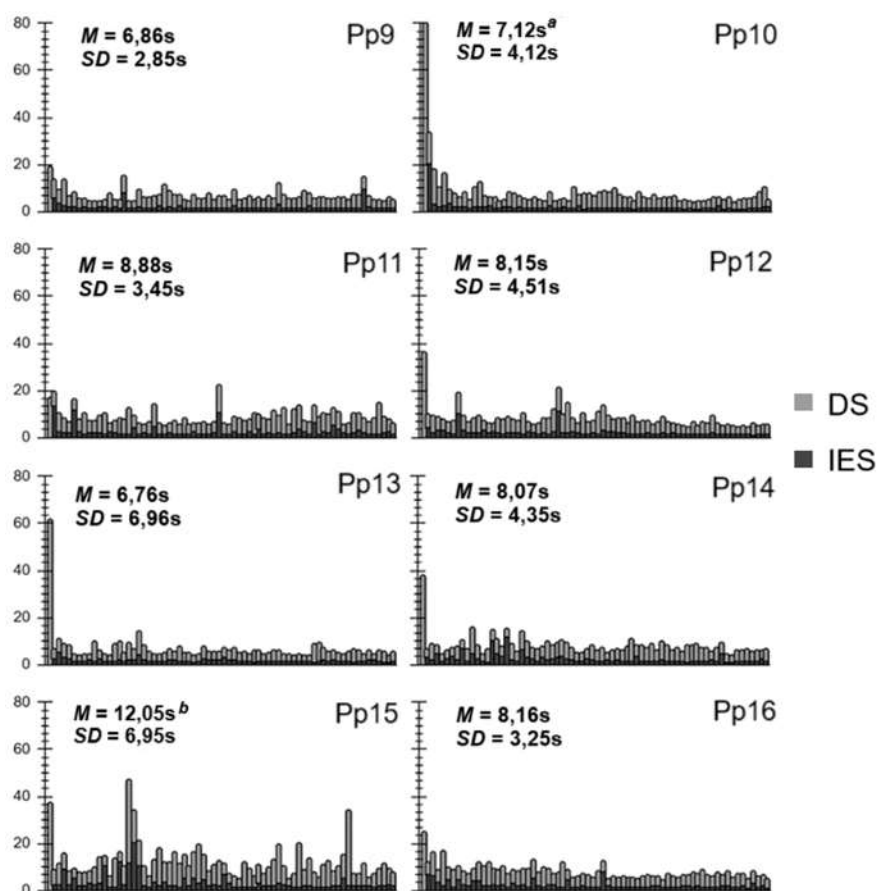 80
60
40
20
0
M = 6,86s
SD = 2,85s
Pp9
M = 7,12s^a
SD = 4,12s
Pp10
80
60
40
20
0
M = 8,88s
SD = 3,45s
Pp11
M = 8,15s
SD = 4,51s
Pp12
80
60
40
20
0
M = 6,76s
SD = 6,96s
Pp13
M = 8,07s
SD = 4,35s
Pp14
80
60
40
20
0
M = 12,05s^b
SD = 6,95s
Pp15
M = 8,16s
SD = 3,25s
Pp16
DS
IES